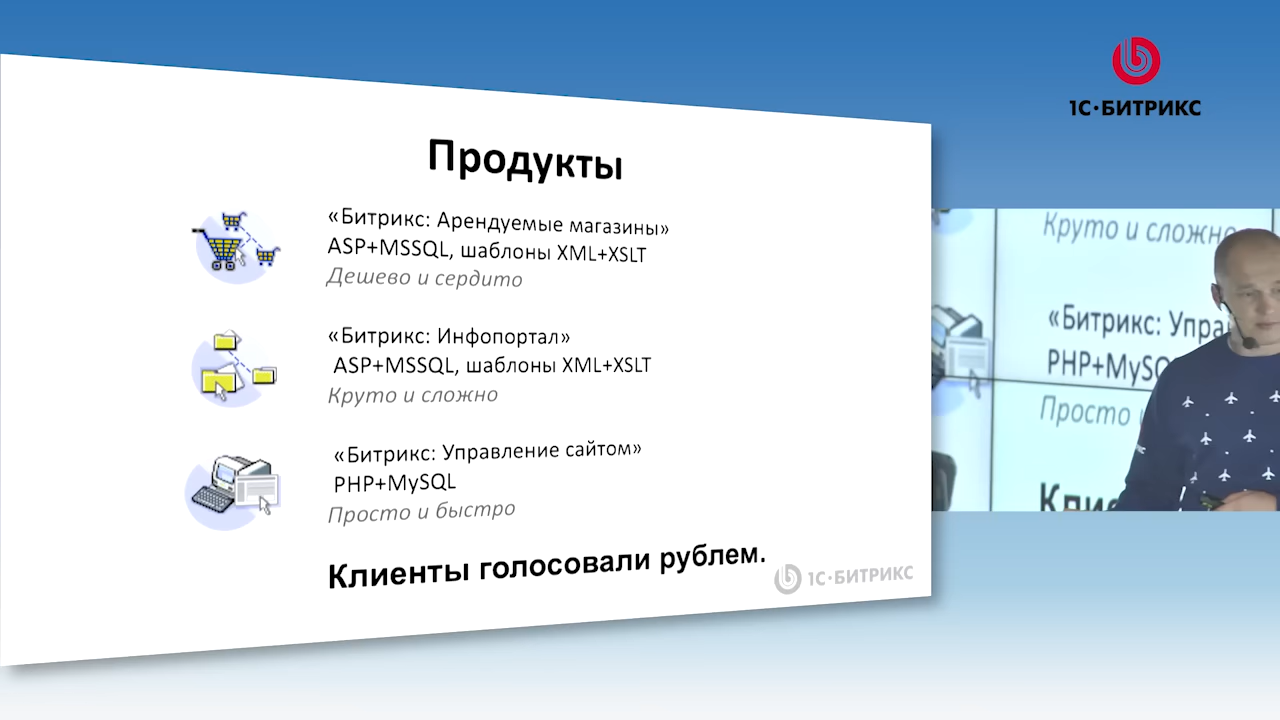 1С·БИТРИКС
Продукты
«Битрикс: Арендуемые магазины»
ASP+MSSQL, шаблоны XML+XSLT
Дешево и сердито
«Битрикс: Инфопортал»
ASP+MSSQL, шаблоны XML+XSLT
Круто и сложно
«Битрикс: Управление сайтом»
PHP+MySQL
Просто и быстро
Клиенты голосовали рублем.
1С·БИТРИКС
Круто и сложно
«Битрикс:
PHP+MySQ
Просто